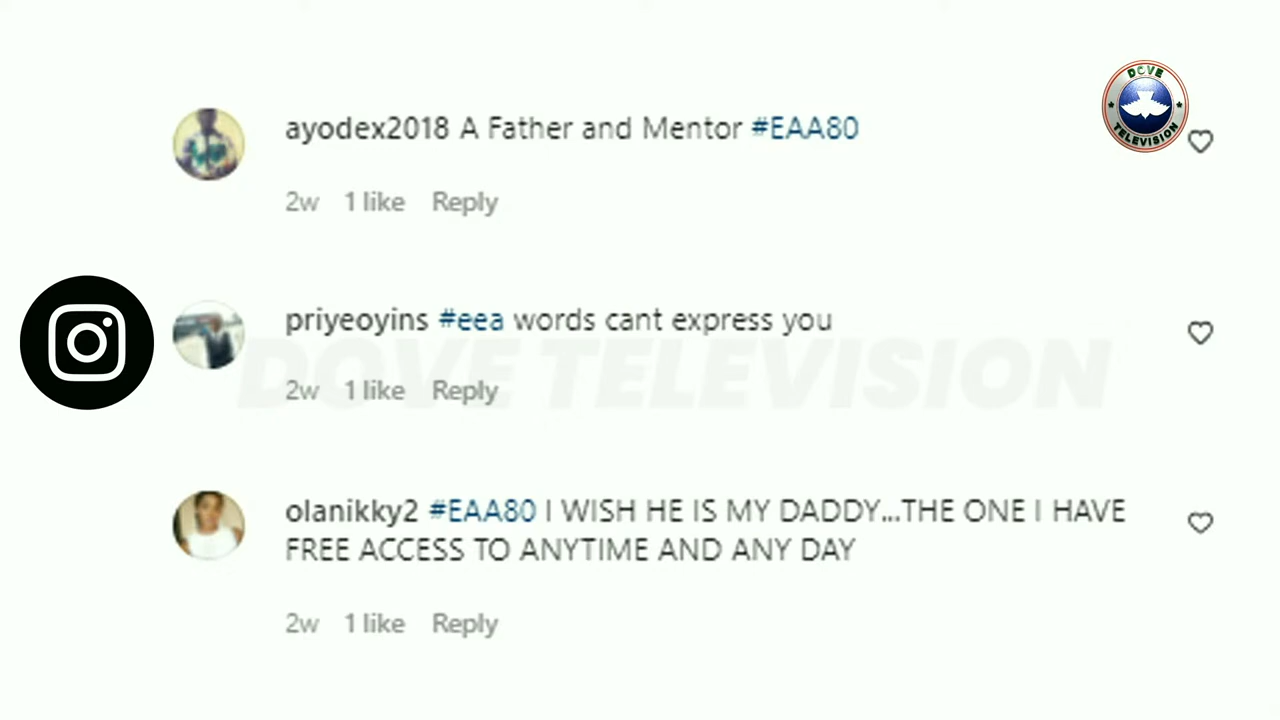 DOVE
TELEVISION
ayodex2018 A Father and Mentor #EAA80
2w 1 like Reply
priyeoyins #eea words cant express you
DOVE TELEVISION
2w 1 like Reply
olanikky2 #EAA80 I WISH HE IS MY DADDY...THE ONE I HAVE
FREE ACCESS TO ANYTIME AND ANY DAY
2w 1 like Reply